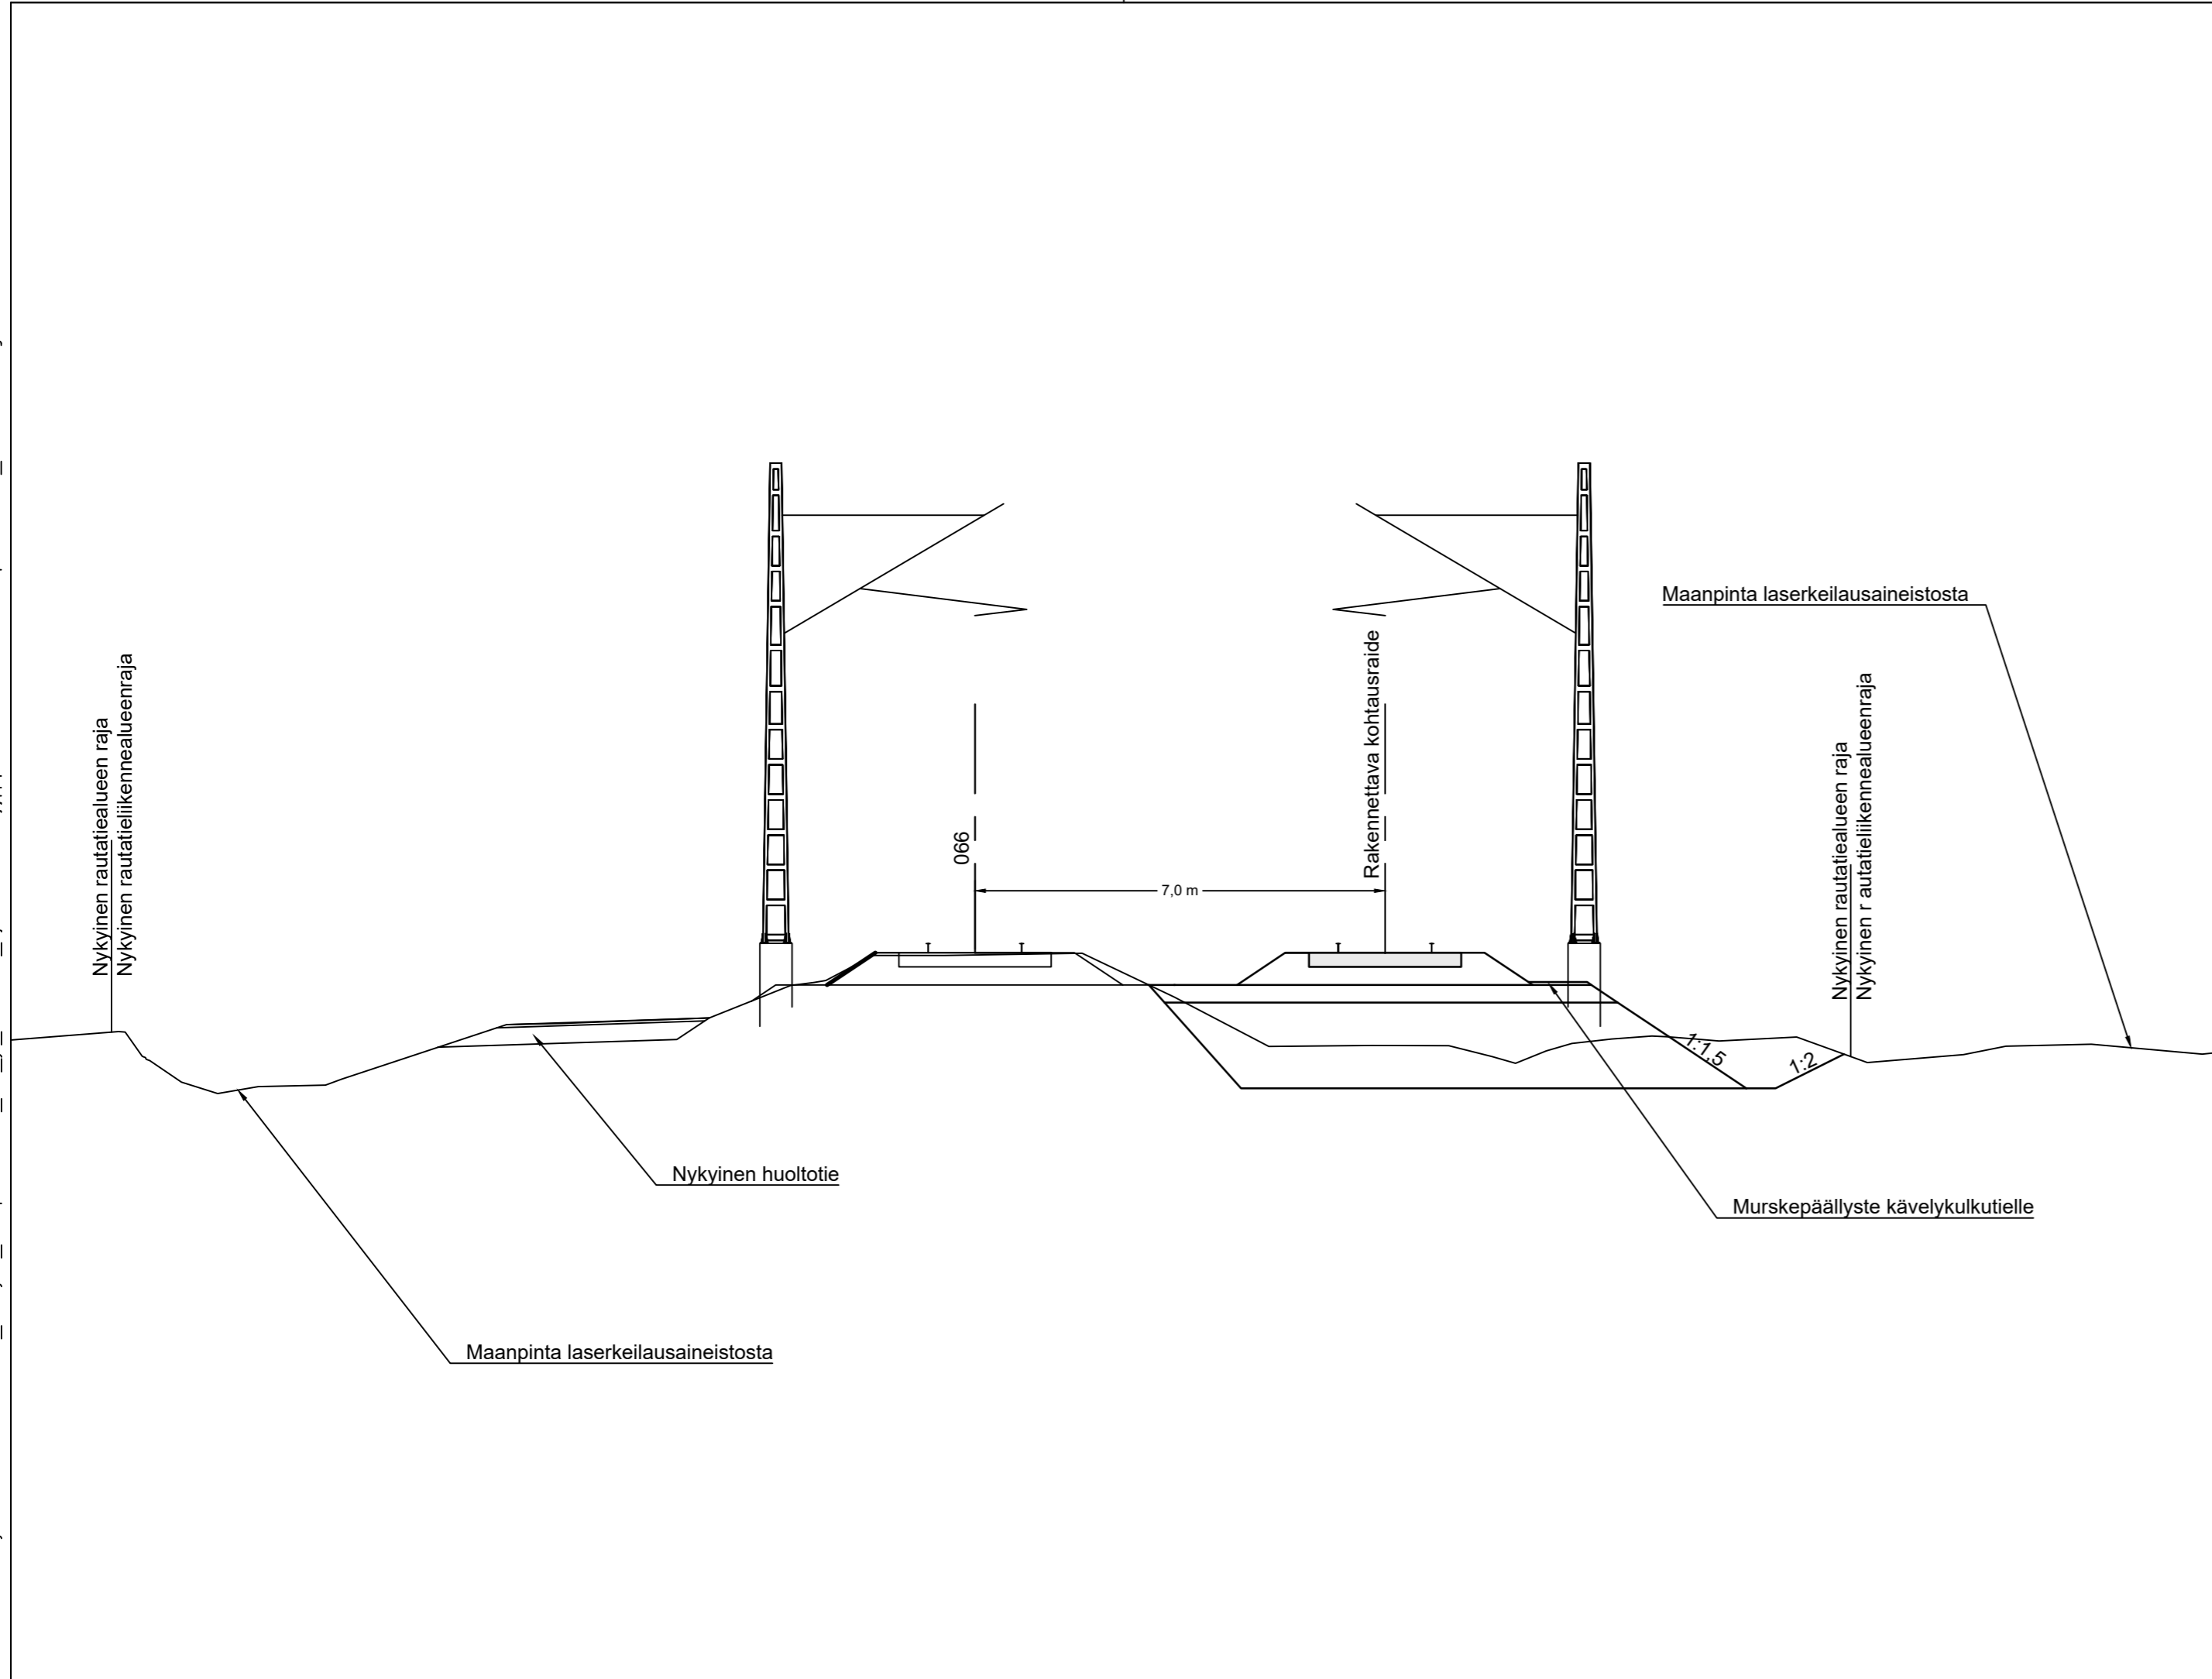 Maanpinta laserkeilausaineistosta
Nykyinen rautatiealueen raja
Nykyinen rautatieliikennealueenraja
066
Rakennettava kohtausraide
7,0 m
Nykyinen rautatiealueen raja
Nykyinen r autatieliikennealueenraja
1:1.5
1:2
Nykyinen huoltotie
Murskepäällyste kävelykulkutielle
Maanpinta laserkeilausaineistosta